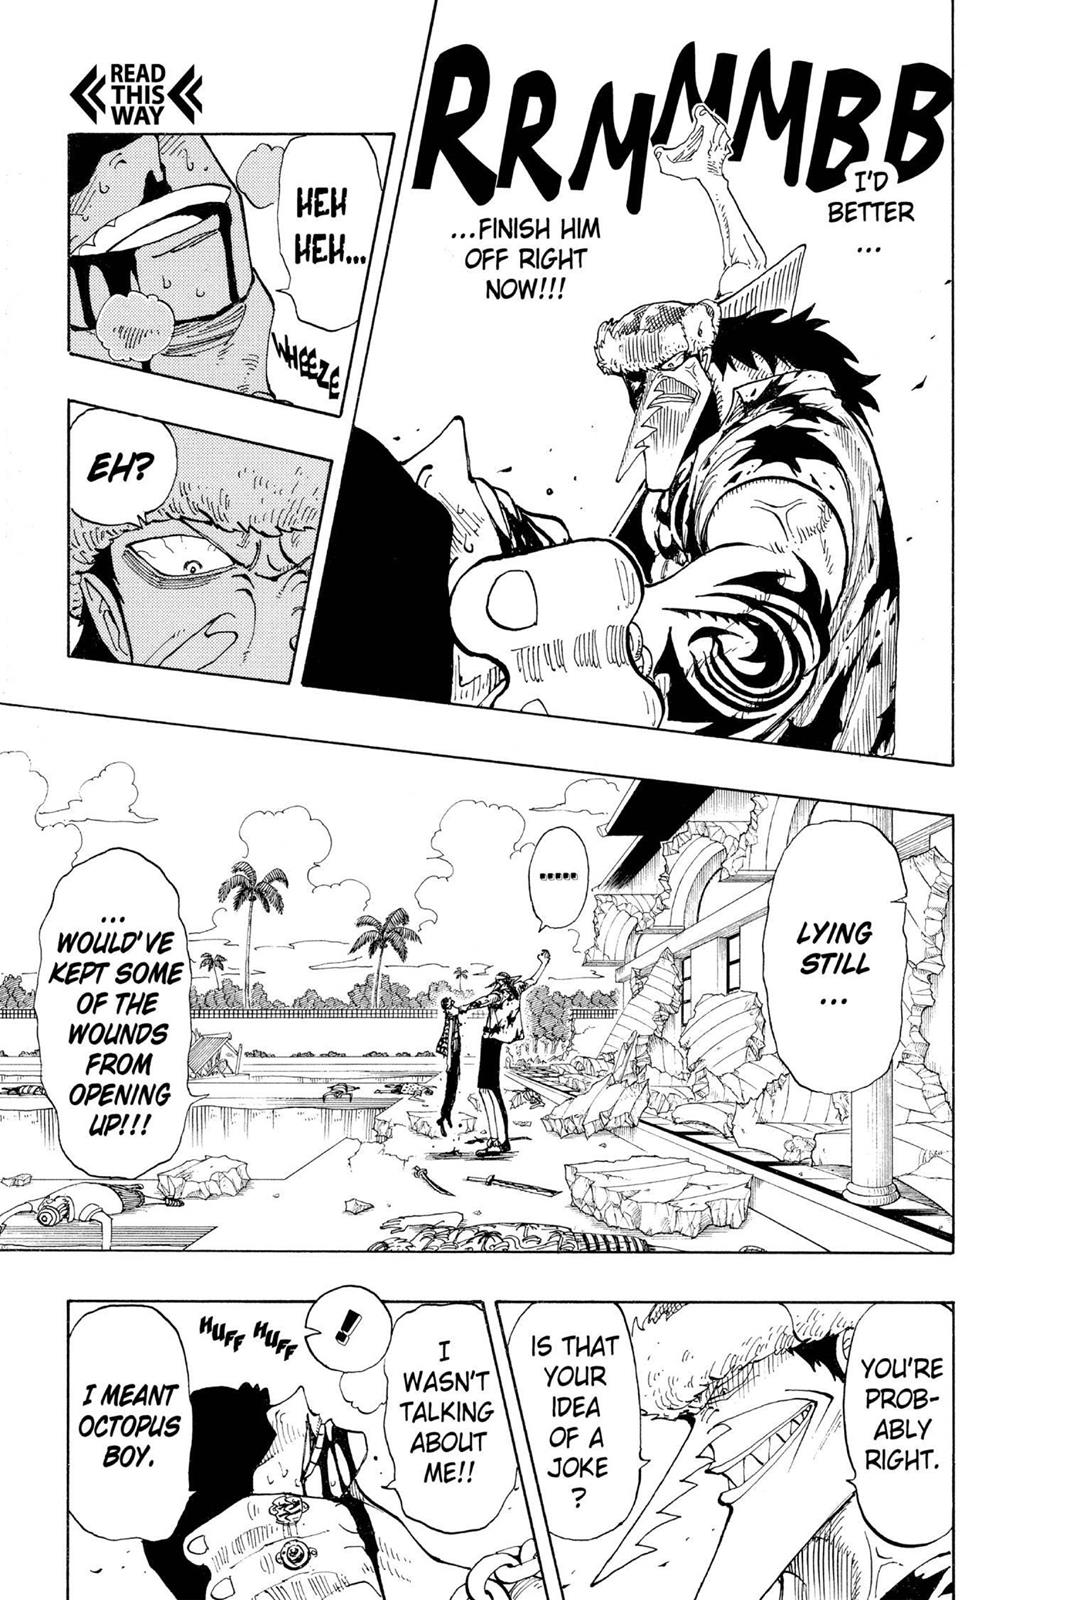 READ
THIS
WAY
RRMMMMBB
I'D
BETTER
...
...FINISH HIM
OFF RIGHT
NOW!!!
HEH
HEH...
WHEEZE
EH?
LYING
STILL
...
......
...
WOULD'VE
KEPT SOME
OF THE
WOUNDS
FROM
OPENING
UP!!!
YOU'RE
PROB-
ABLY
RIGHT.
IS THAT
YOUR
IDEA
OF A
JOKE
?
I
WASN'T
TALKING
ABOUT
ME!!
!
HUFF HUFF
I MEANT
OCTOPUS
BOY.